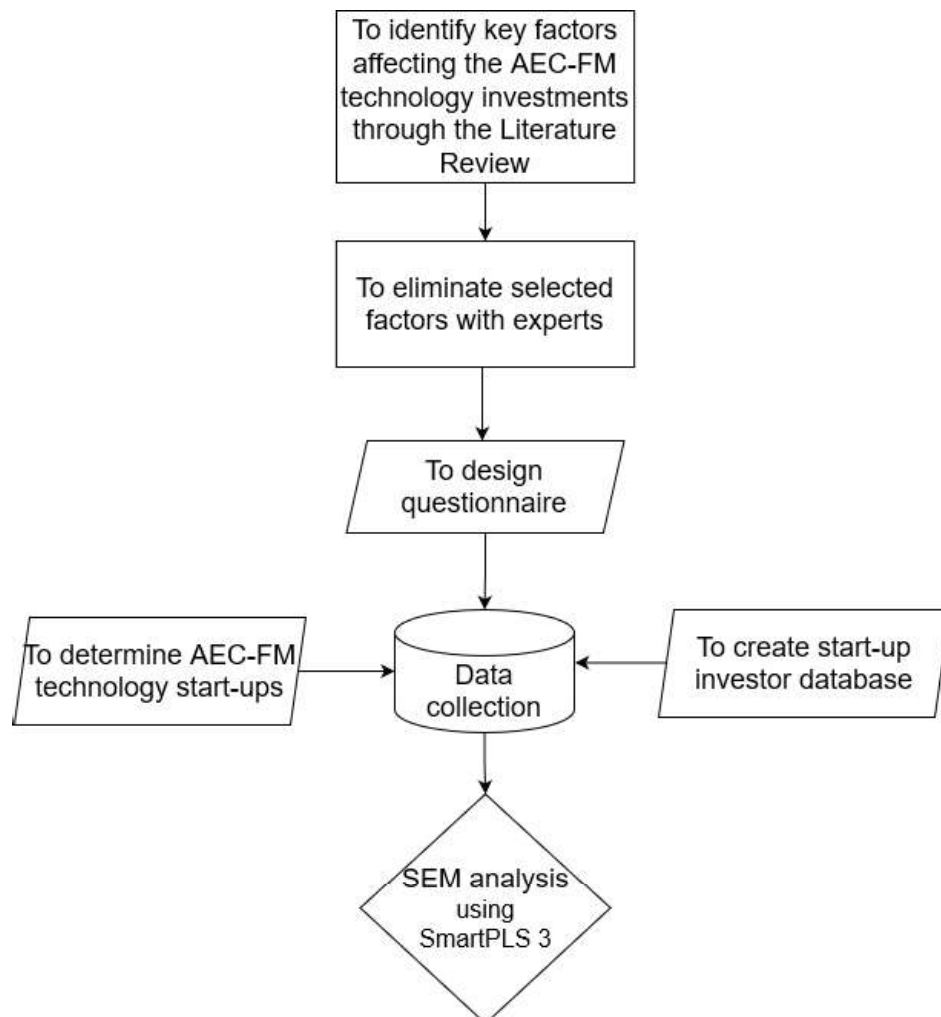 To identify key factors
affecting the AEC-FM
technology investments
through the Literature
Review
To eliminate selected
factors with experts
To design
questionnaire
To determine AEC-FM
technology start-ups
Data
collection
To create start-up
investor database
SEM analysis
using
SmartPLS 3